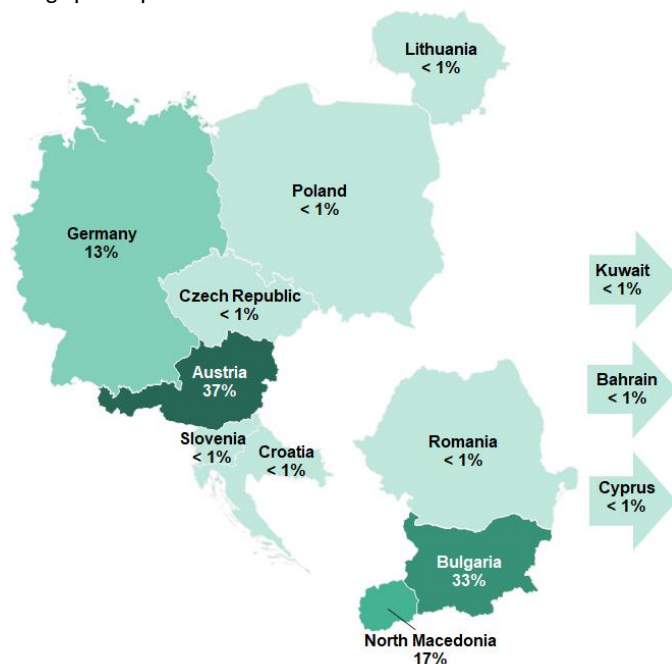 Lithuania
< 1%
Poland
< 1%
Germany
13%
Kuwait
< 1%
Czech Republic
< 1%
Austria
37%
Bahrain
< 1%
Slovenia
< 1%
Croatia
< 1%
Romania
< 1%
Cyprus
< 1%
Bulgaria
33%
North Macedonia
17%